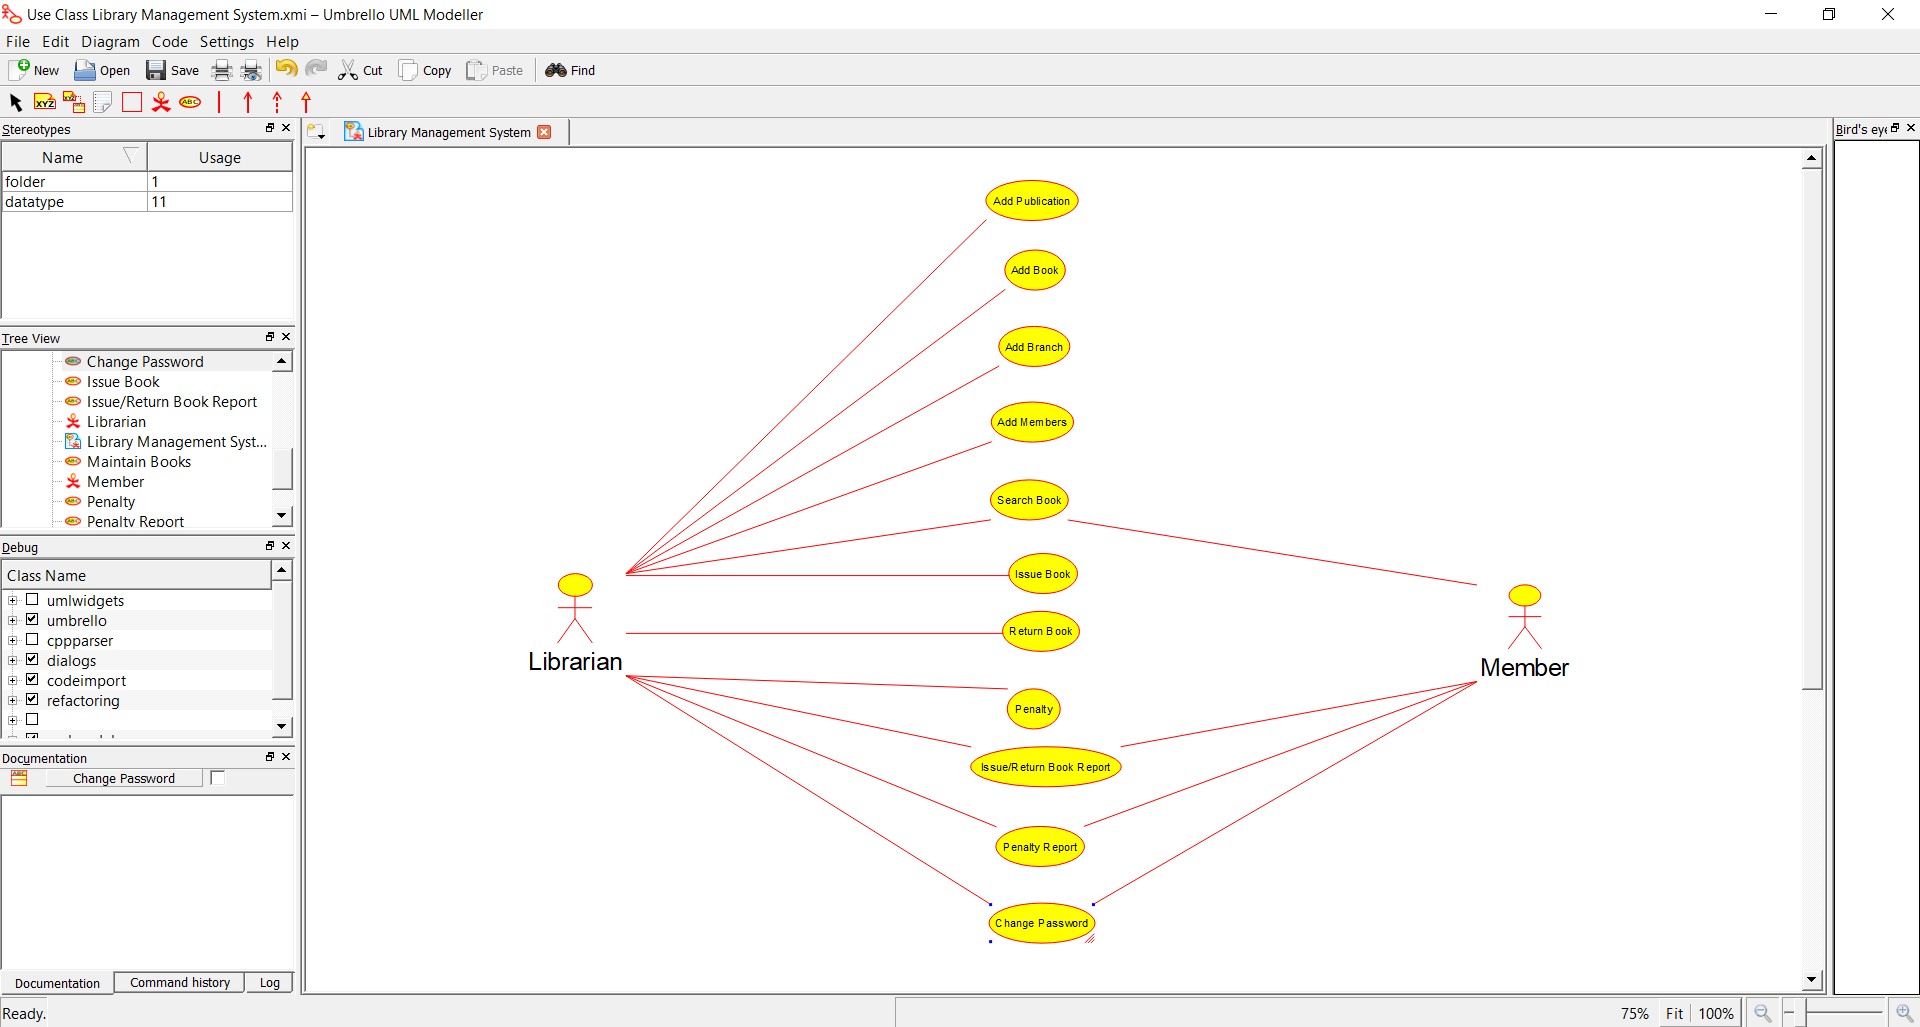 Use Class Library Management System.xmi – Umbrello UML Modeller
File Edit Diagram Code Settings Help
New Open Save Cut Copy Paste Find
XYZ XYZ ABC
Stereotypes
Name Usage
folder 1
datatype 11
Tree View
Change Password
Issue Book
Issue/Return Book Report
Librarian
Library Management Syst...
Maintain Books
Member
Penalty
Penalty Report
Debug
Class Name
umlwidgets
umbrello
cppparser
dialogs
codeimport
refactoring
Documentation
Change Password
Documentation Command history Log
Library Management System
Add Publication
Add Book
Add Branch
Add Members
Search Book
Issue Book
Return Book
Librarian
Member
Penalty
Issue/Return Book Report
Penalty Report
Change Password
Bird's eye
Ready.
75% Fit 100%